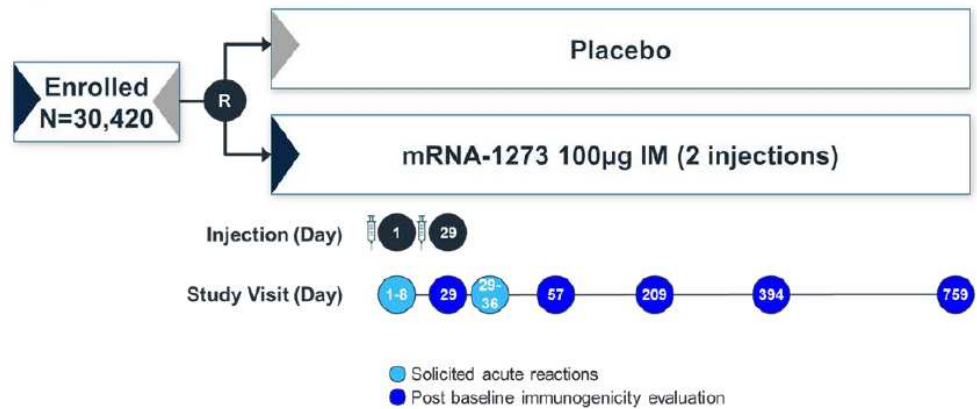 Enrolled
N=30,420
R
Placebo
mRNA-1273 100µg IM (2 injections)
Injection (Day)
1
29
Study Visit (Day)
1-8
29
29-
36
57
209
394
759
Solicited acute reactions
Post baseline immunogenicity evaluation